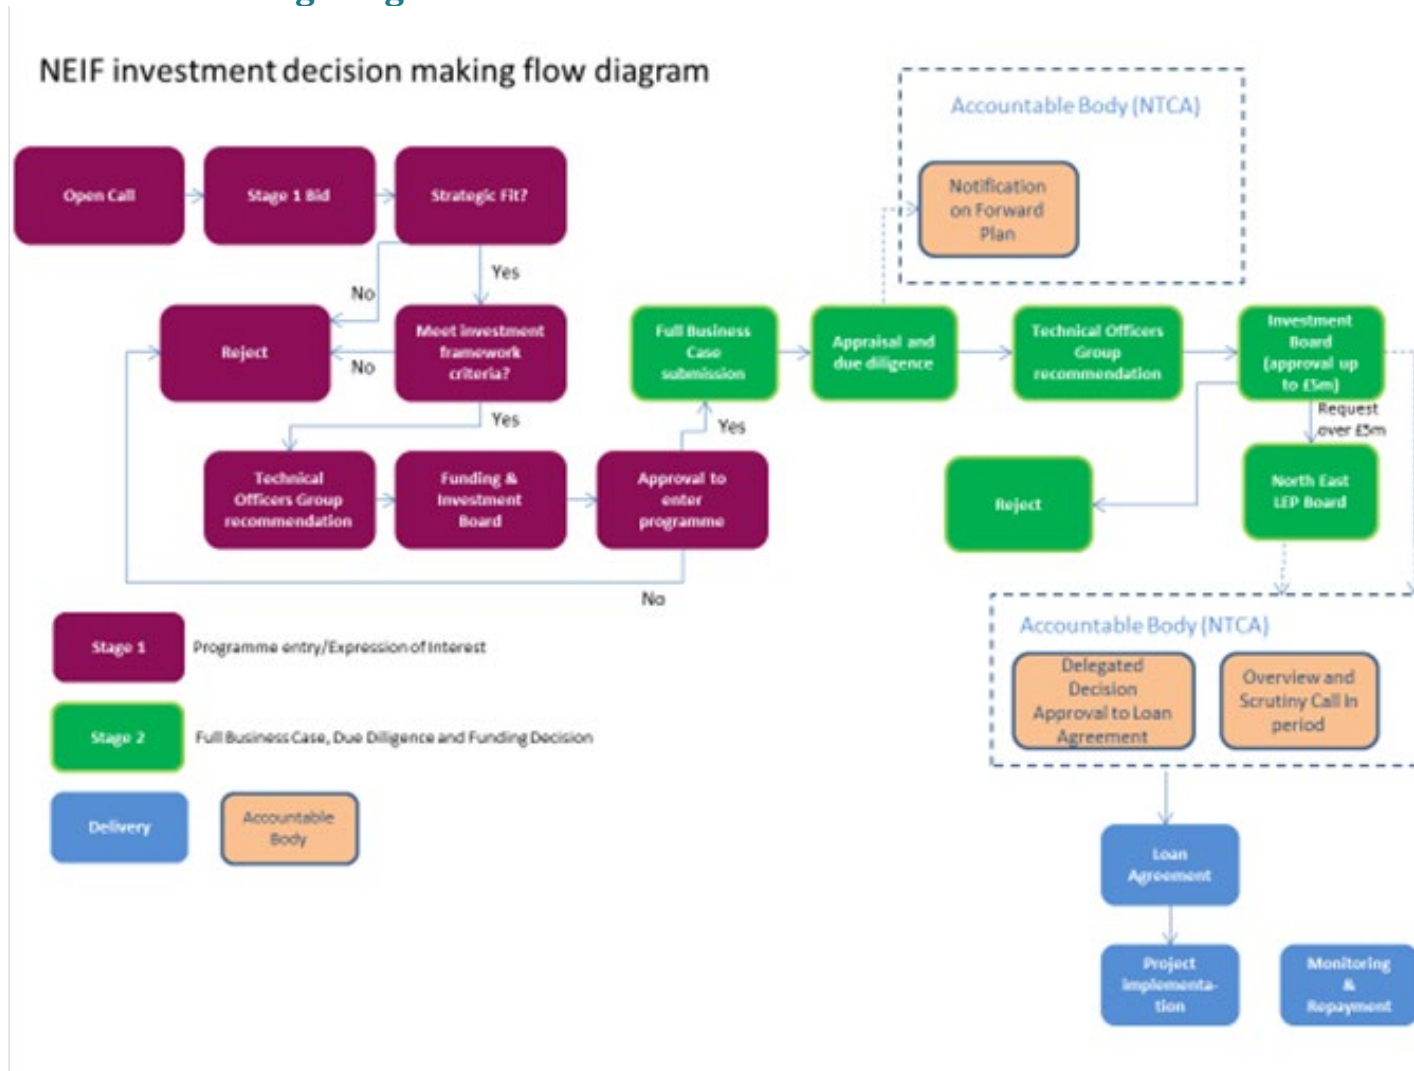 NEIF investment decision making flow diagram
Accountable Body (NTCA)
Notification
on Forward
Plan
Open Call
Stage 1 Bid
Strategic Fit?
Yes
No
Reject
Meet investment
framework
criteria?
No
Yes
Full Business
Case
submission
Appraisal and
due diligence
Technical Officers
Group
recommendation
Investment
Board
(approval up
to £5m)
Request
over £5m
Yes
Technical
Officers Group
recommendation
Funding &
Investment
Board
Approval to
enter
programme
Reject
North East
LEP Board
No
Stage 1
Programme entry/Expression of Interest
Accountable Body (NTCA)
Delegated
Decision
Approval to Loan
Agreement
Overview and
Scrutiny Call In
period
Stage 2
Full Business Case, Due Diligence and Funding Decision
Delivery
Accountable
Body
Loan
Agreement
Project
implementa-
tion
Monitoring
&
Repayment